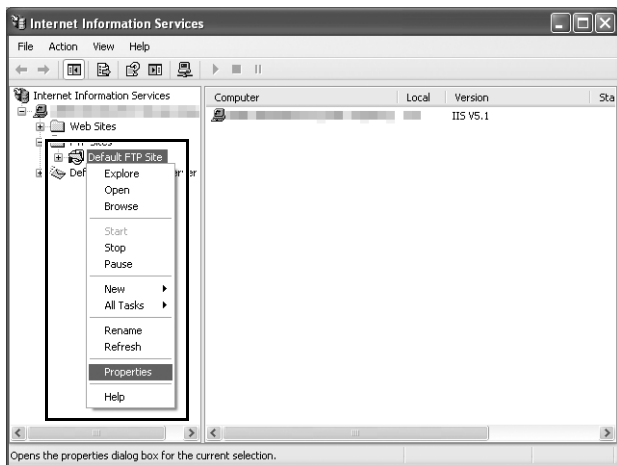 Internet Information Services
File Action View Help
Internet Information Services
Web Sites
FTP Sites
Default FTP Site
Explore
Open
Browse
Start
Stop
Pause
New
All Tasks
Rename
Refresh
Properties
Help
Computer Local Version Sta
IIS V5.1
Opens the properties dialog box for the current selection.